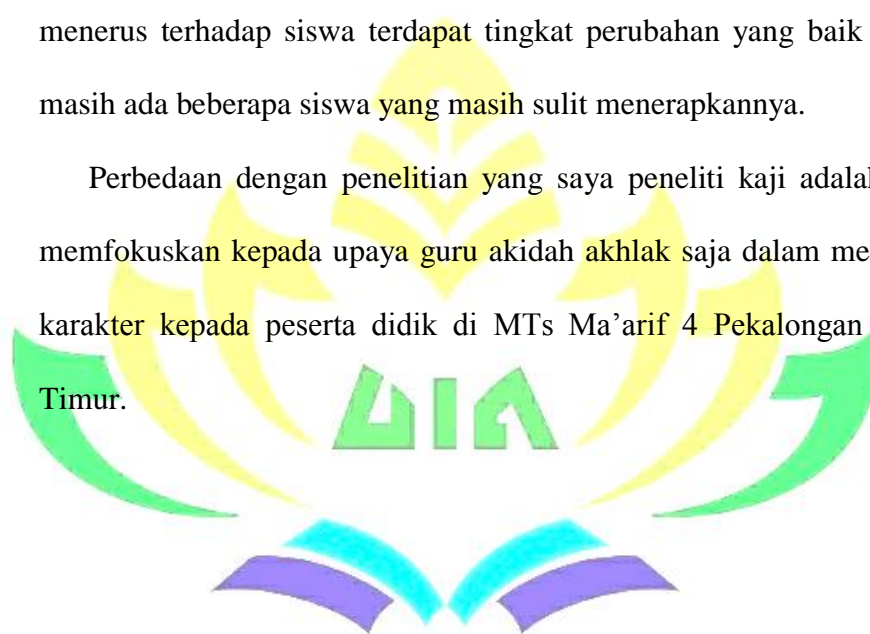 menerus terhadap siswa terdapat tingkat perubahan yang baik
masih ada beberapa siswa yang masih sulit menerapkannya.
Perbedaan dengan penelitian yang saya peneliti kaji adalah
memfokuskan kepada upaya guru akidah akhlak saja dalam
karakter kepada peserta didik di MTs Ma’arif 4 Pekalongan
Timur.